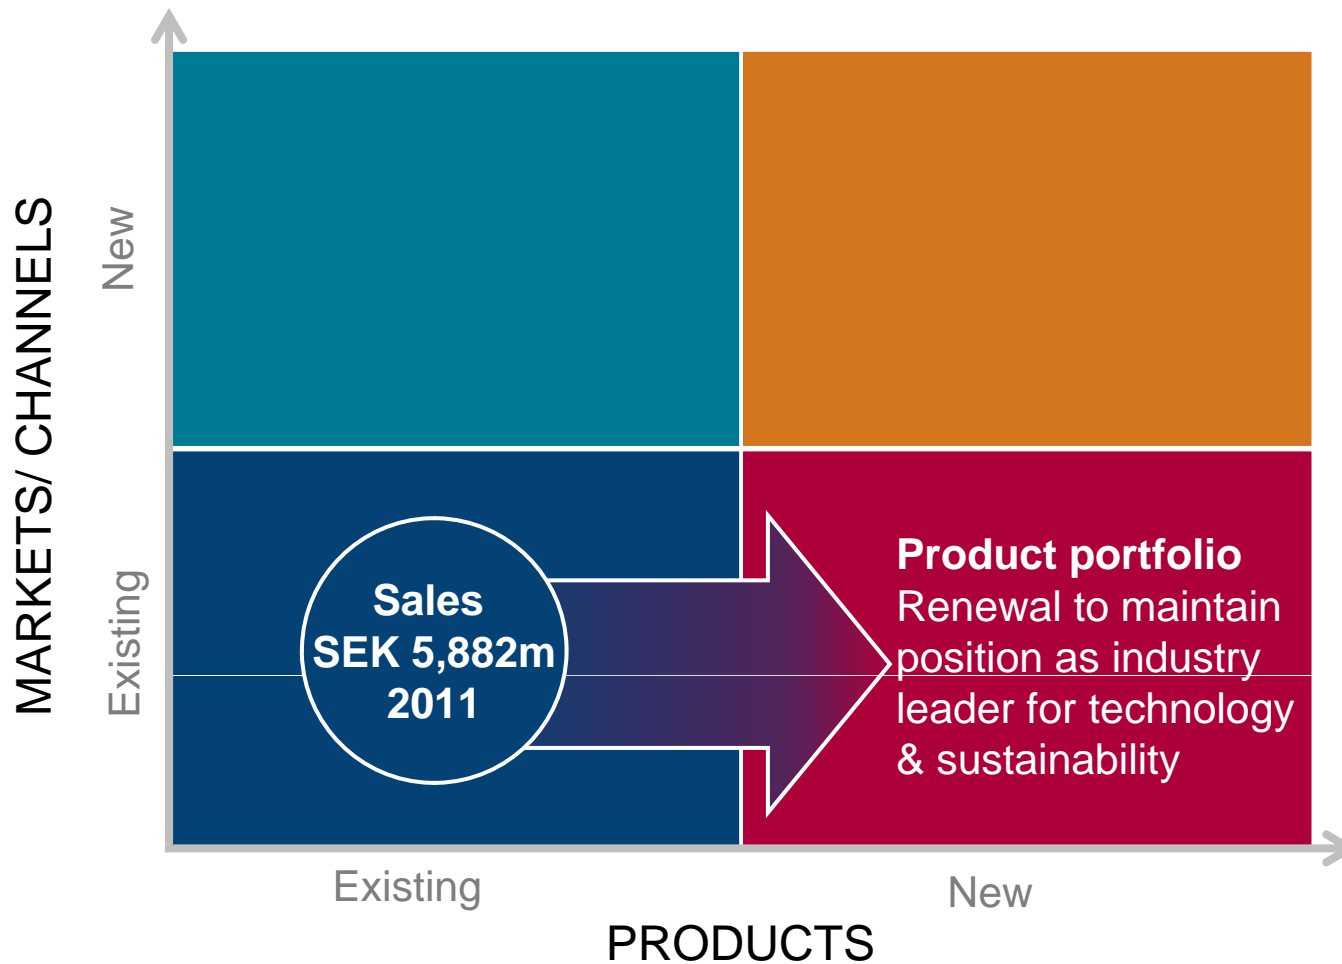 MARKETS/ CHANNELS
New
Existing
Sales
SEK 5,882m
2011
Product portfolio
Renewal to maintain
position as industry
leader for technology
& sustainability
Existing
New
PRODUCTS